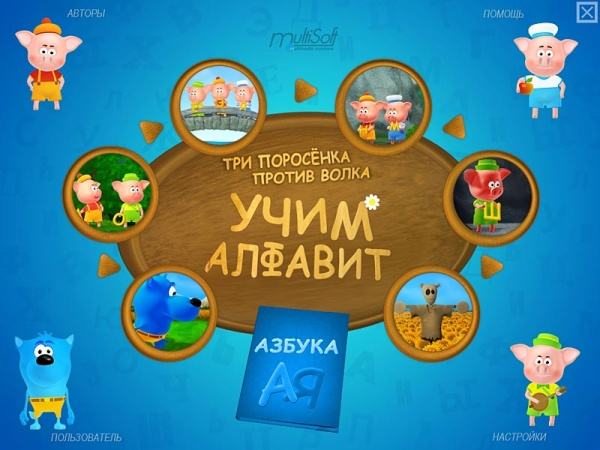 АВТОРЫ
ПОМОЩЬ
MultiSoft
ТРИ ПОРОСЁНКА
ПРОТИВ ВОЛКА
УЧИМ
АЛФАВИТ
Ш
АЗБУКА
АЯ
ПОЛЬЗОВАТЕЛЬ
НАСТРОЙКИ